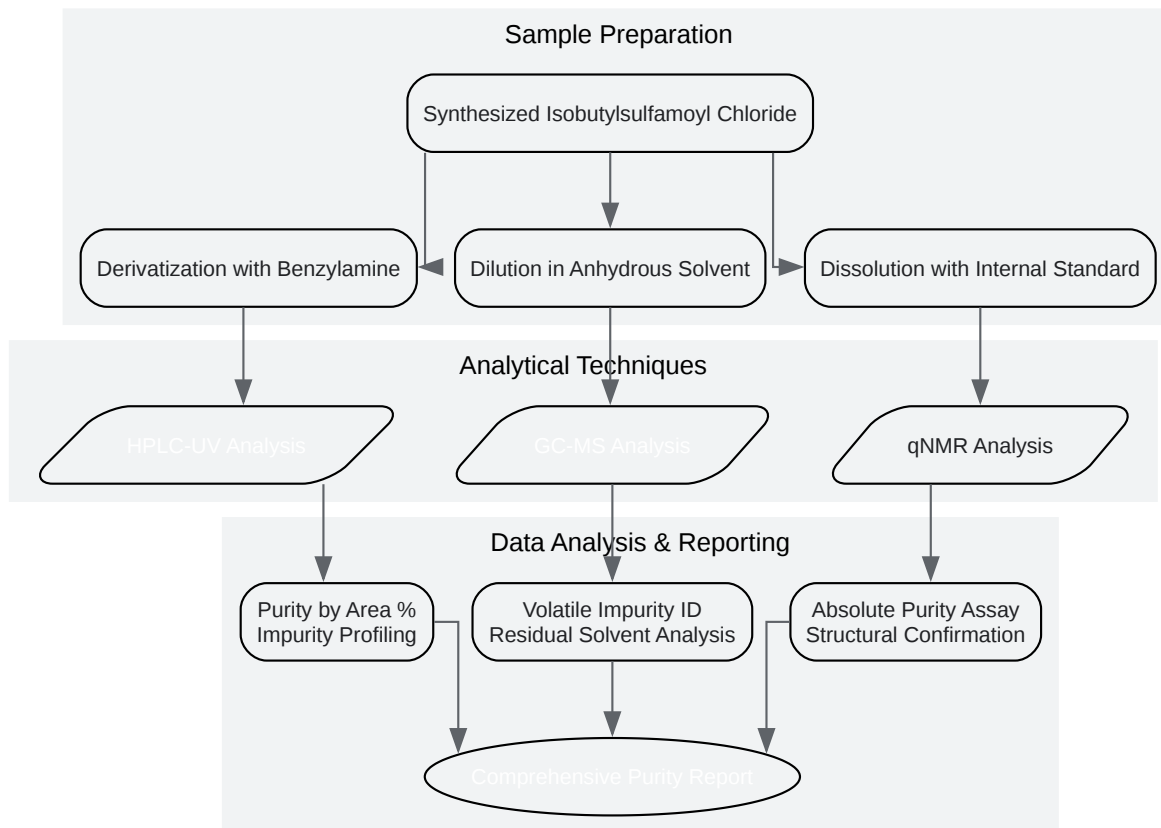 Sample Preparation
Synthesized Isobutylsulfamoyl Chloride
Derivatization with Benzylamine
Dilution in Anhydrous Solvent
Dissolution with Internal Standard
Analytical Techniques
HPLC-UV Analysis
GC-MS Analysis
qNMR Analysis
Data Analysis & Reporting
Purity by Area %
Impurity Profiling
Volatile Impurity ID
Residual Solvent Analysis
Absolute Purity Assay
Structural Confirmation
Comprehensive Purity Report